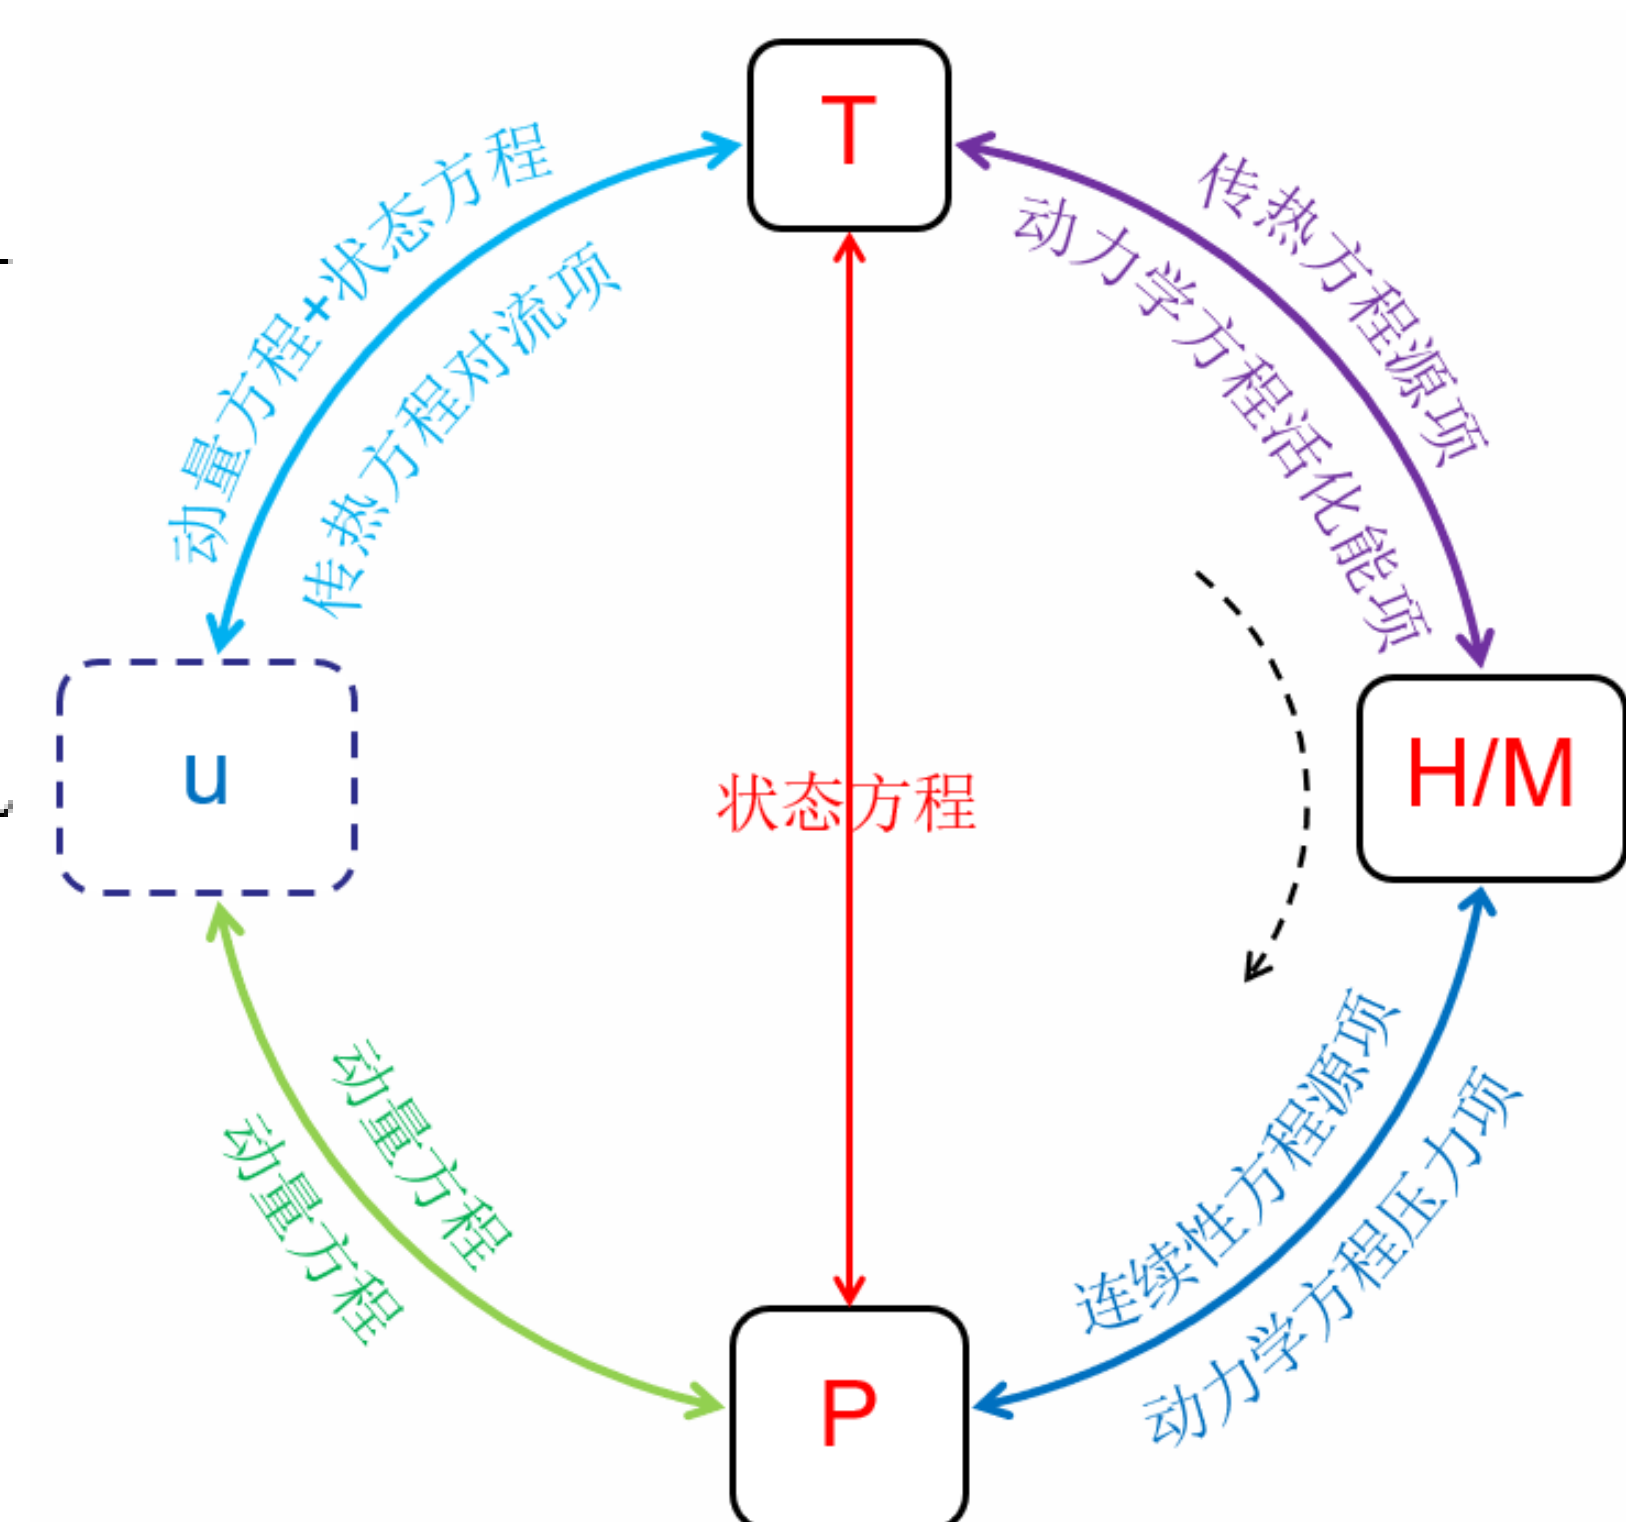 T
动量方程+状态方程
传热方程对流项
传热方程源项
动力学方程活化能项
u
状态方程
H/M
动量方程
动量方程
连续性方程源项
动力学方程压力项
P